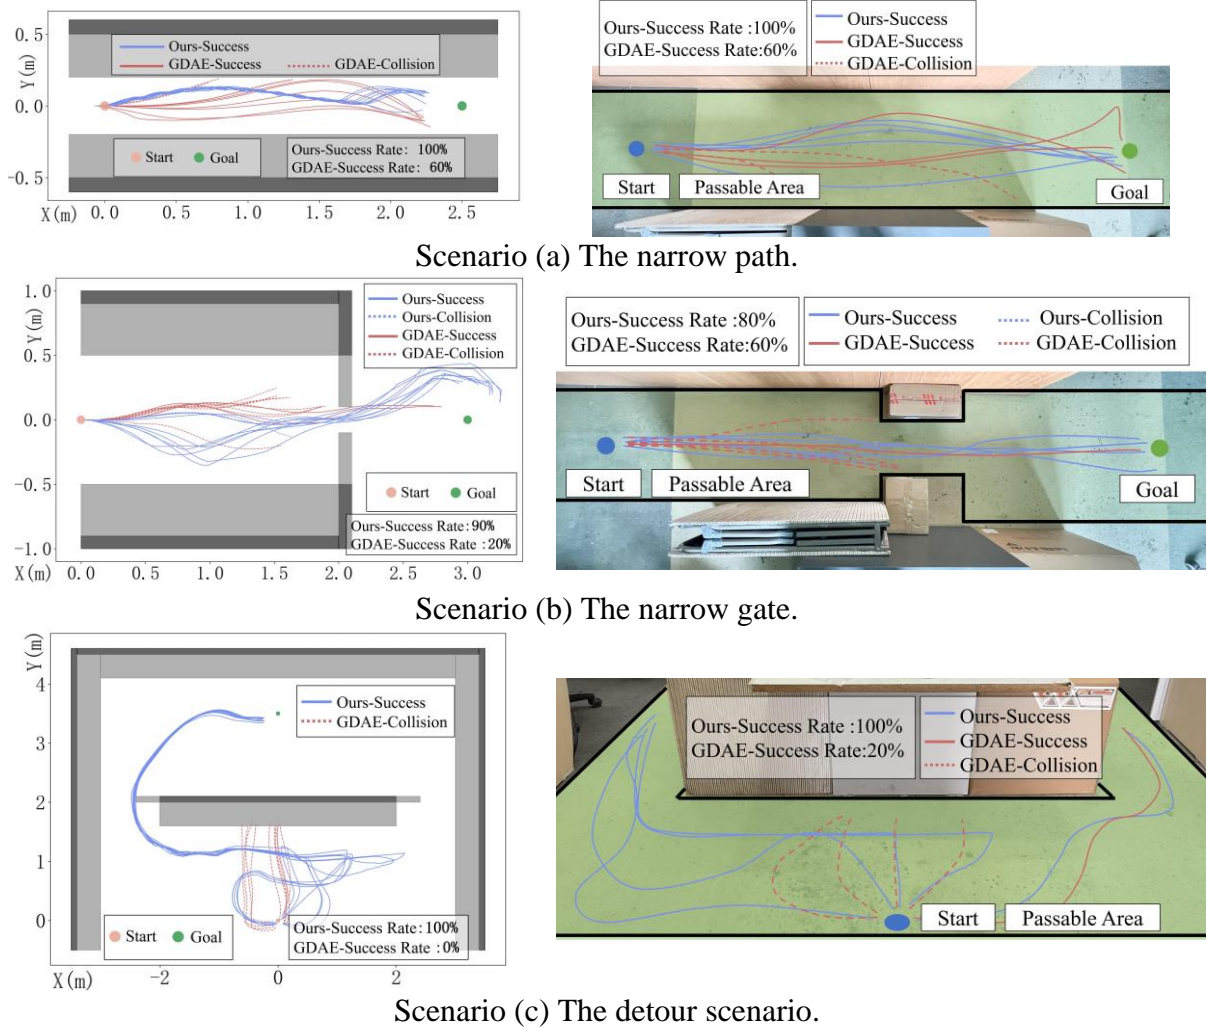 0.5
0.0
-0.5
Y(m)
Ours-Success
GDAE-Success
GDAE-Collision
Start
Goal
Ours-Success Rate: 100%
GDAE-Success Rate: 60%
X(m)
0.0
0.5
1.0
1.5
2.0
2.5
Ours-Success Rate :100%
GDAE-Success Rate:60%
Ours-Success
GDAE-Success
GDAE-Collision
Start
Passable Area
Goal
Scenario (a) The narrow path.
1.0
0.5
0.0
-0.5
-1.0
Y(m)
Ours-Success
Ours-Collision
GDAE-Success
GDAE-Collision
Start
Goal
Ours-Success Rate:90%
GDAE-Success Rate :20%
X(m)
0.0
0.5
1.0
1.5
2.0
2.5
3.0
Ours-Success Rate :80%
GDAE-Success Rate:60%
Ours-Success
Ours-Collision
GDAE-Success
GDAE-Collision
Start
Passable Area
Goal
Scenario (b) The narrow gate.
Y(m)
4
3
2
1
0
Ours-Success
GDAE-Collision
Start
Goal
Ours-Success Rate:100%
GDAE-Success Rate :0%
X(m)
-2
0
2
Ours-Success Rate :100%
GDAE-Success Rate:20%
Ours-Success
GDAE-Success
GDAE-Collision
Start
Passable Area
Scenario (c) The detour scenario.